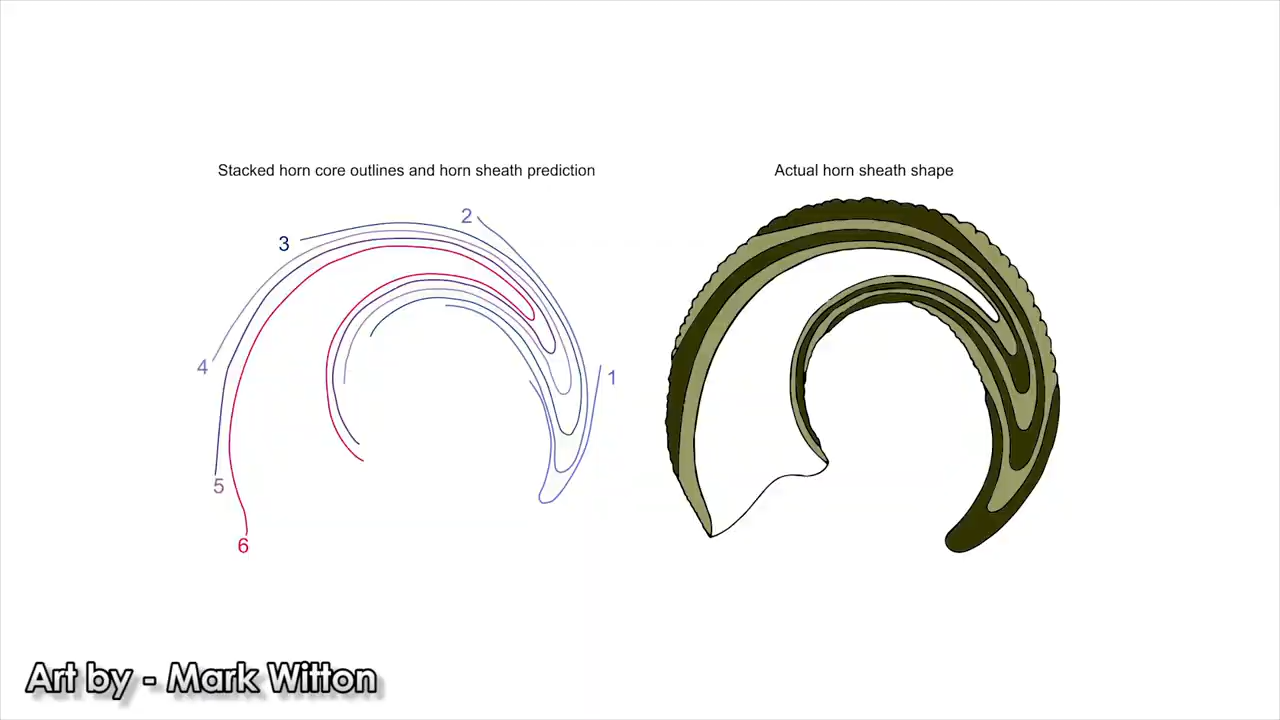 Stacked horn core outlines and horn sheath prediction
Actual horn sheath shape
2
3
4
1
5
6
Art by - Mark Witton